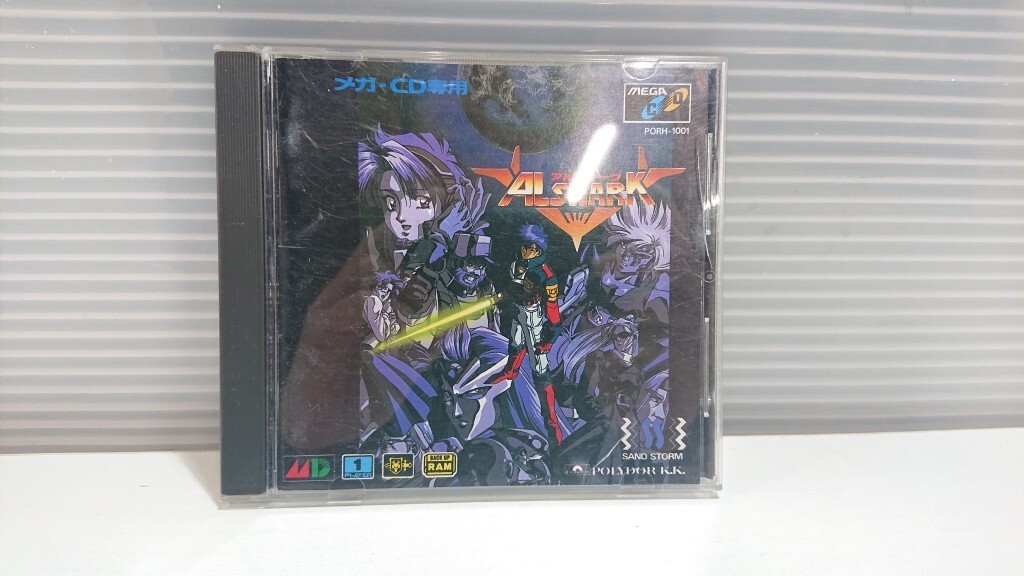 メガ・CD専用
MEGA
CD
PORH-1001
ALSHARK
MD
1
PLAYER
BACK UP
RAM
SAND STORM
POLYDOR K.K.